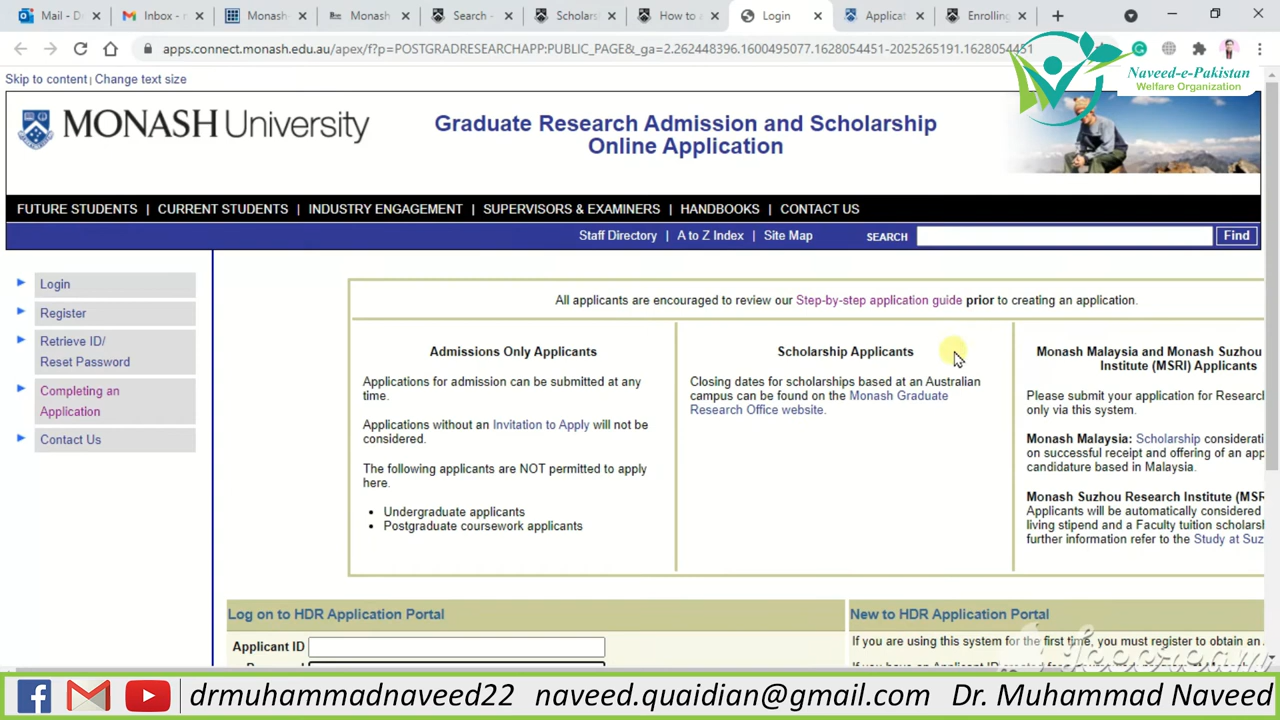 Mail - D
Inbox - r
Monash-
Monash
Search -
Scholars
How to a
Login
Applicat
Enrolling
apps.connect.monash.edu.au/apex/f?p=POSTGRADRESEARCHAPP:PUBLIC_PAGE&_ga=2.262448396.1600495077.1628054451-2025265191.1628054451
Naveed-e-Pakistan
Welfare Organization
Skip to content | Change text size
MONASH University
Graduate Research Admission and Scholarship
Online Application
FUTURE STUDENTS | CURRENT STUDENTS | INDUSTRY ENGAGEMENT | SUPERVISORS & EXAMINERS | HANDBOOKS | CONTACT US
Staff Directory | A to Z Index | Site Map SEARCH Find
Login
Register
Retrieve ID/
Reset Password
Completing an
Application
Contact Us
All applicants are encouraged to review our Step-by-step application guide prior to creating an application.
Admissions Only Applicants
Applications for admission can be submitted at any
time.
Applications without an Invitation to Apply will not be
considered.
The following applicants are NOT permitted to apply
here.
• Undergraduate applicants
• Postgraduate coursework applicants
Scholarship Applicants
Closing dates for scholarships based at an Australian
campus can be found on the Monash Graduate
Research Office website.
Monash Malaysia and Monash Suzhou
Institute (MSRI) Applicants
Please submit your application for Researc
only via this system.
Monash Malaysia: Scholarship considerati
on successful receipt and offering of an app
candidature based in Malaysia.
Monash Suzhou Research Institute (MSR
Applicants will be automatically considered
living stipend and a Faculty tuition scholars
further information refer to the Study at Suz
Log on to HDR Application Portal
Applicant ID
New to HDR Application Portal
If you are using this system for the first time, you must register to obtain an
drmuhammadnaveed22 naveed.quaidian@gmail.com Dr. Muhammad Naveed